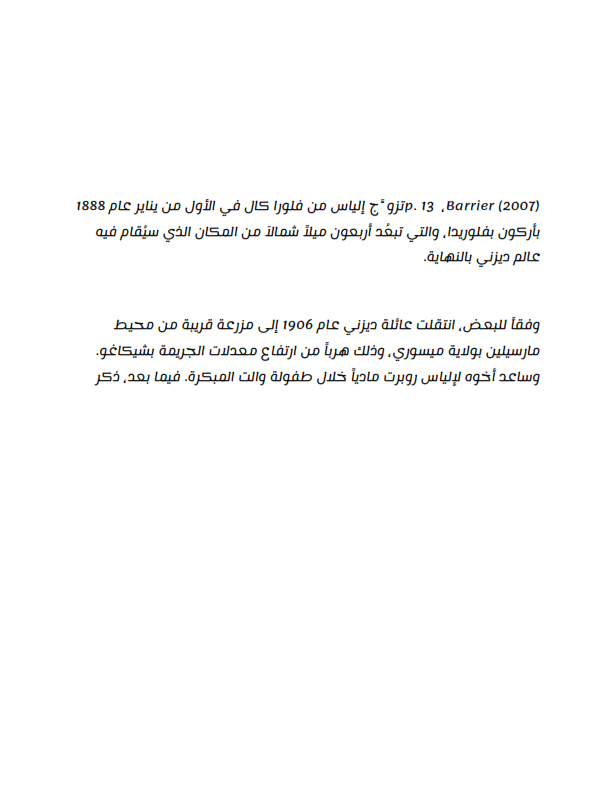 Barrier (2007)، p. 13تزوَّج إلياس من فلورا كال في الأول من يناير عام 1888
بأركون بفلوريدا، والتي تبعُد أربعون ميلاً شمالاً من المكان الذي سيُقام فيه
عالم ديزني بالنهاية.
وفقاً للبعض، انتقلت عائلة ديزني عام 1906 إلى مزرعة قريبة من محيط
مارسيلين بولاية ميسوري، وذلك هرباً من ارتفاع معدلات الجريمة بشيكاغو.
وساعد أخوه لإلياس روبرت مادياً خلال طفولة والت المبكرة. فيما بعد، ذكر